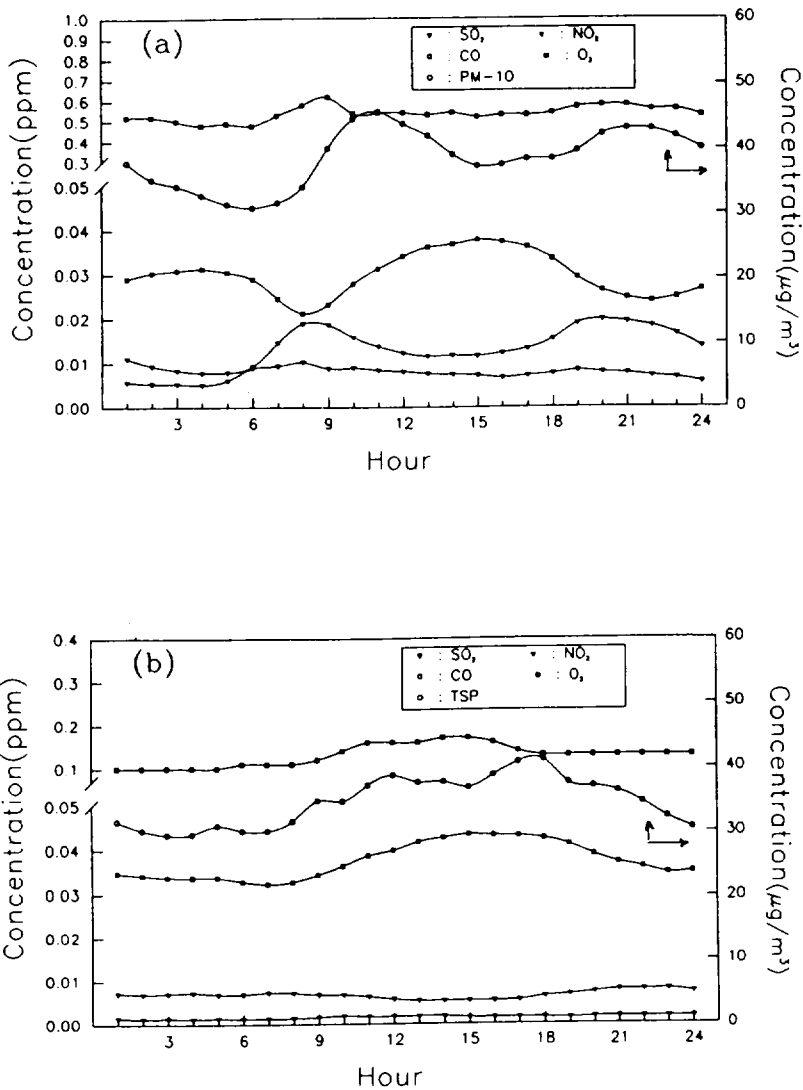 (a)
▼ : SO₂ ▼ : NO₂
□ : CO ■ : O₃
○ : PM-10
Concentration(ppm)
1.0
0.9
0.8
0.7
0.6
0.5
0.4
0.3
0.05
0.04
0.03
0.02
0.01
0.00
60
50
40
30
20
10
0
Concentration(μg/m³)
3 6 9 12 15 18 21 24
Hour
(b)
▼ : SO₂ ▼ : NO₂
○ : CO ● : O₃
○ : TSP
Concentration(ppm)
0.4
0.3
0.2
0.1
0.05
0.04
0.03
0.02
0.01
0.00
60
50
40
30
20
10
0
Concentration(μg/m³)
3 6 9 12 15 18 21 24
Hour